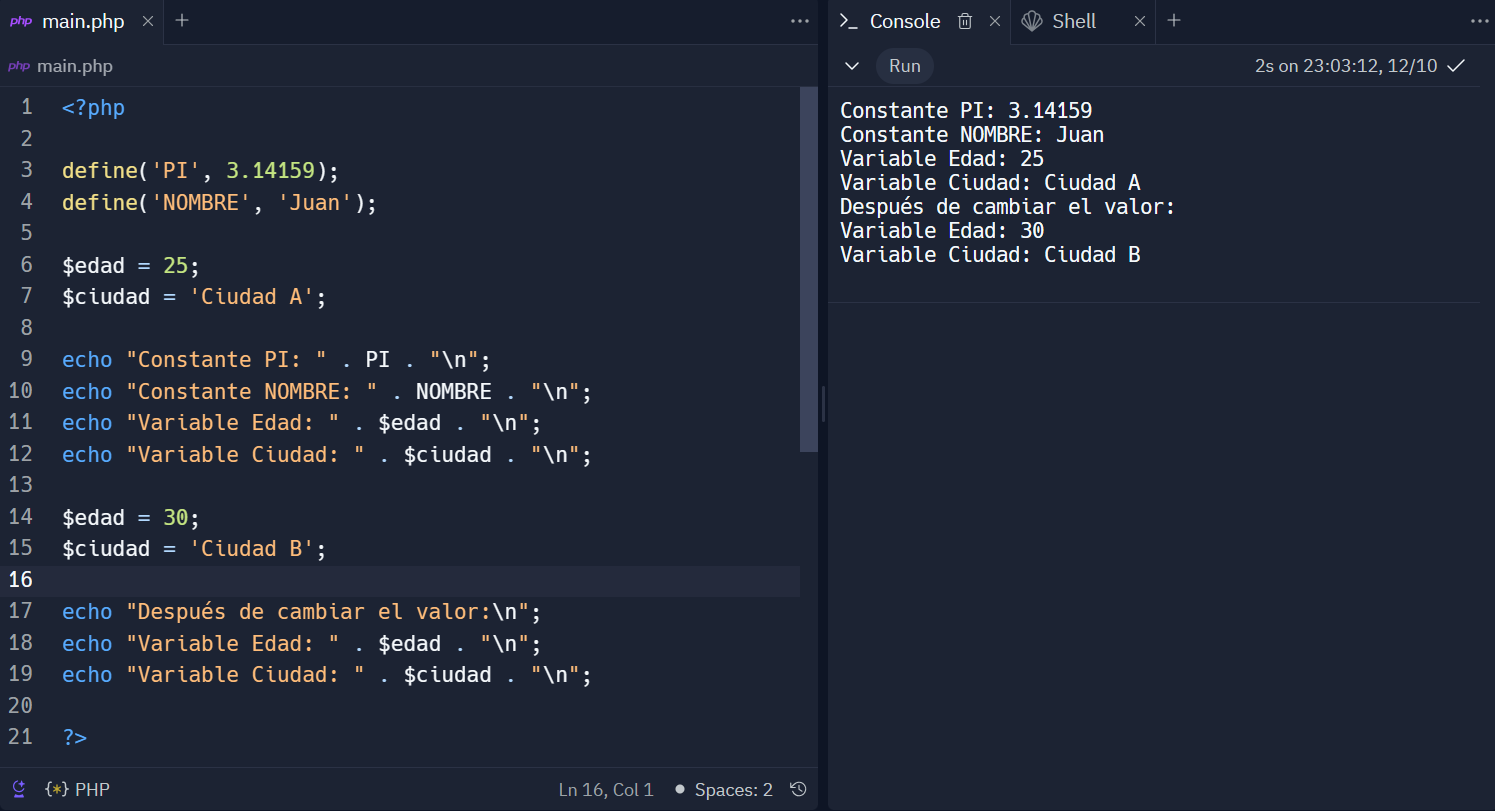 php main.php
php main.php
1 <?php
2
3 define('PI', 3.14159);
4 define('NOMBRE', 'Juan');
5
6 $edad = 25;
7 $ciudad = 'Ciudad A';
8
9 echo "Constante PI: " . PI . "\n";
10 echo "Constante NOMBRE: " . NOMBRE . "\n";
11 echo "Variable Edad: " . $edad . "\n";
12 echo "Variable Ciudad: " . $ciudad . "\n";
13
14 $edad = 30;
15 $ciudad = 'Ciudad B';
16
17 echo "Después de cambiar el valor:\n";
18 echo "Variable Edad: " . $edad . "\n";
19 echo "Variable Ciudad: " . $ciudad . "\n";
20
21 ?>
{*} PHP
Ln 16, Col 1
Spaces: 2
>_ Console
Shell
Run
2s on 23:03:12, 12/10
Constante PI: 3.14159
Constante NOMBRE: Juan
Variable Edad: 25
Variable Ciudad: Ciudad A
Después de cambiar el valor:
Variable Edad: 30
Variable Ciudad: Ciudad B